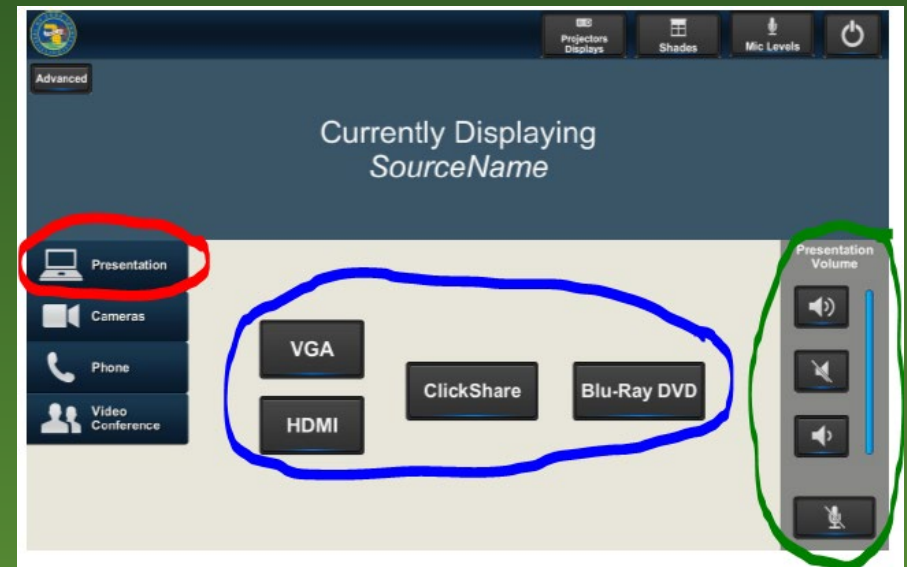 Projectors
Displays
Shades
Mic Levels
Advanced
Currently Displaying
SourceName
Presentation
Cameras
Phone
Video
Conference
VGA
HDMI
ClickShare
Blu-Ray DVD
Presentation
Volume